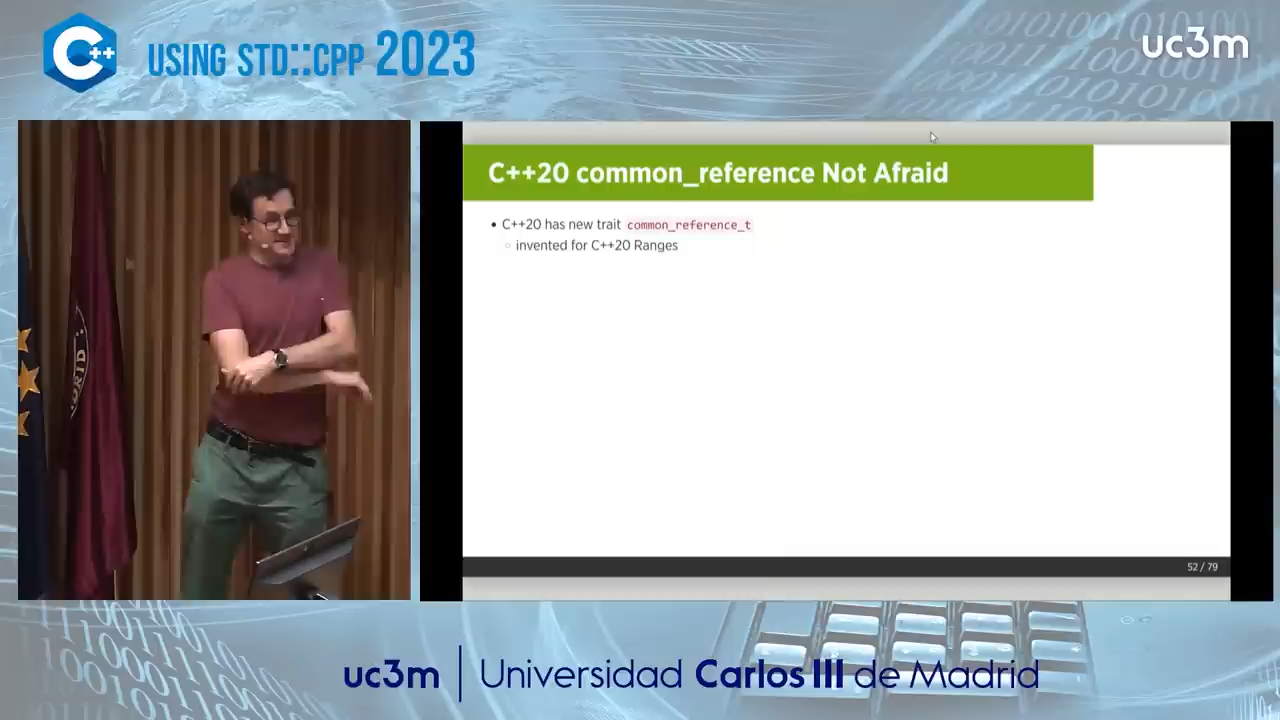 C++
USING STD::CPP 2023
uc3m
C++20 common_reference Not Afraid
• C++20 has new trait common_reference_t
◦ invented for C++20 Ranges
52 / 79
uc3m | Universidad Carlos III de Madrid